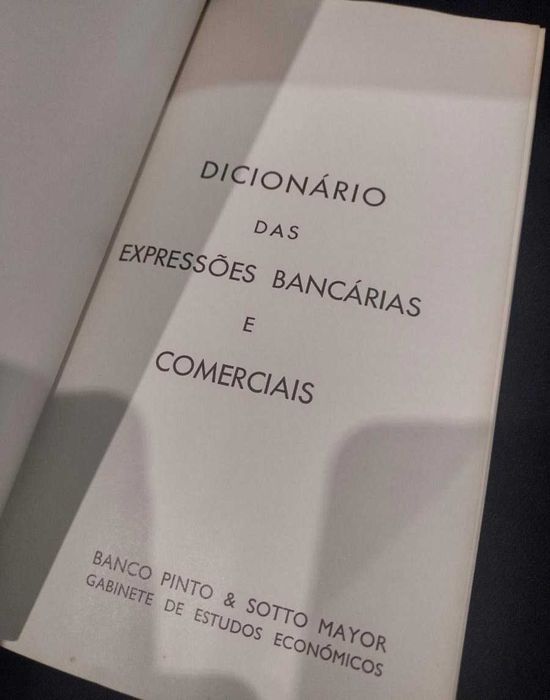 DICIONÁRIO
DAS
EXPRESSÕES BANCÁRIAS
E
COMERCIAIS
BANCO PINTO & SOTTO MAYOR
GABINETE DE ESTUDOS ECONÓMICOS